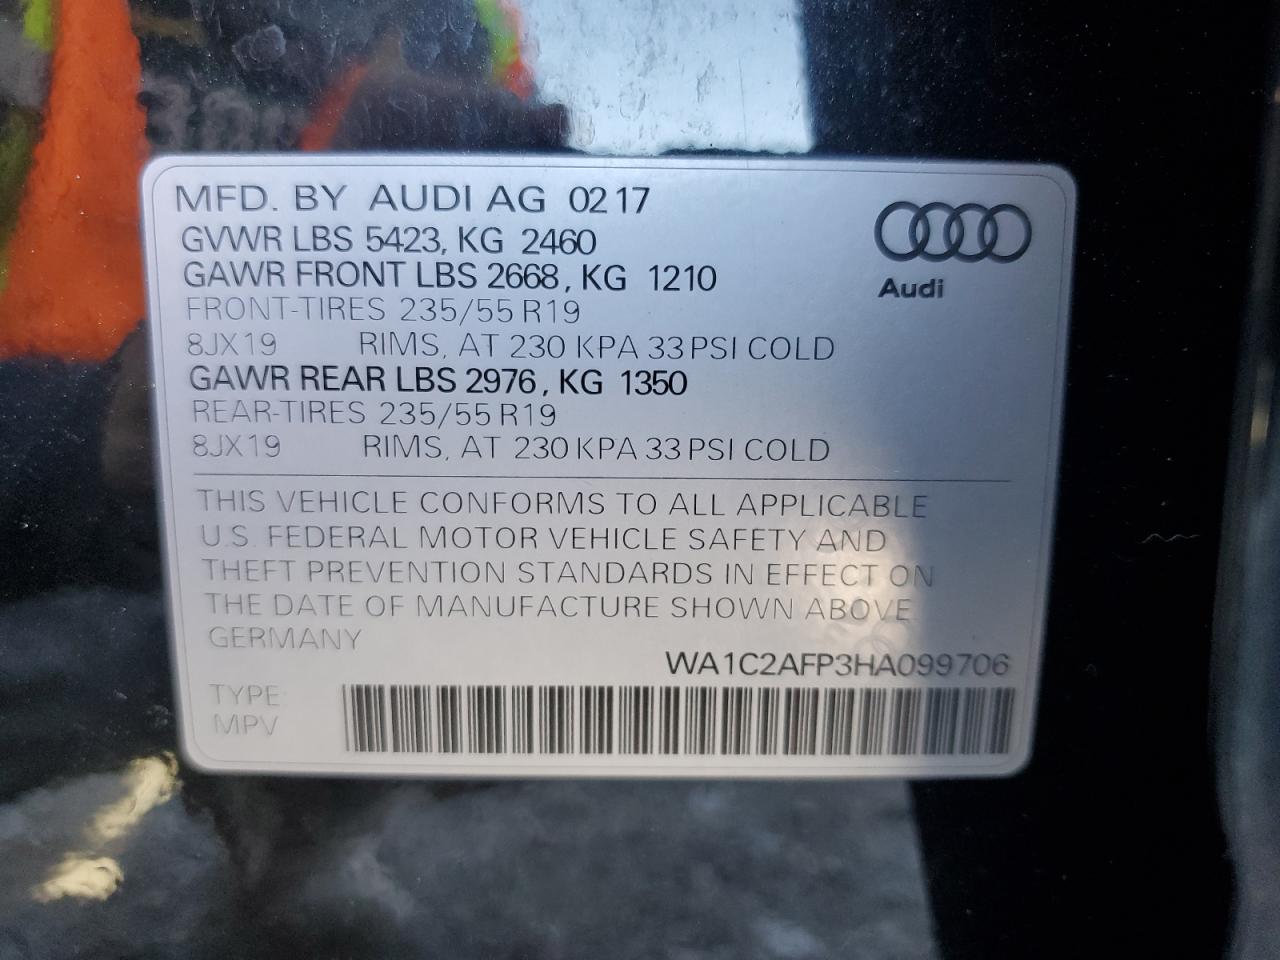 MFD. BY AUDI AG 02 17
GVWR LBS 5423, KG 2460
GAWR FRONT LBS 2668, KG 1210
FRONT-TIRES 235/55 R19
8JX19 RIMS, AT 230 KPA 33 PSI COLD
GAWR REAR LBS 2976, KG 1350
REAR-TIRES 235/55 R19
8JX19 RIMS, AT 230 KPA 33 PSI COLD
Audi
THIS VEHICLE CONFORMS TO ALL APPLICABLE
U.S. FEDERAL MOTOR VEHICLE SAFETY AND
THEFT PREVENTION STANDARDS IN EFFECT ON
THE DATE OF MANUFACTURE SHOWN ABOVE
GERMANY
WA1C2AFP3HA099706
TYPE
MPV